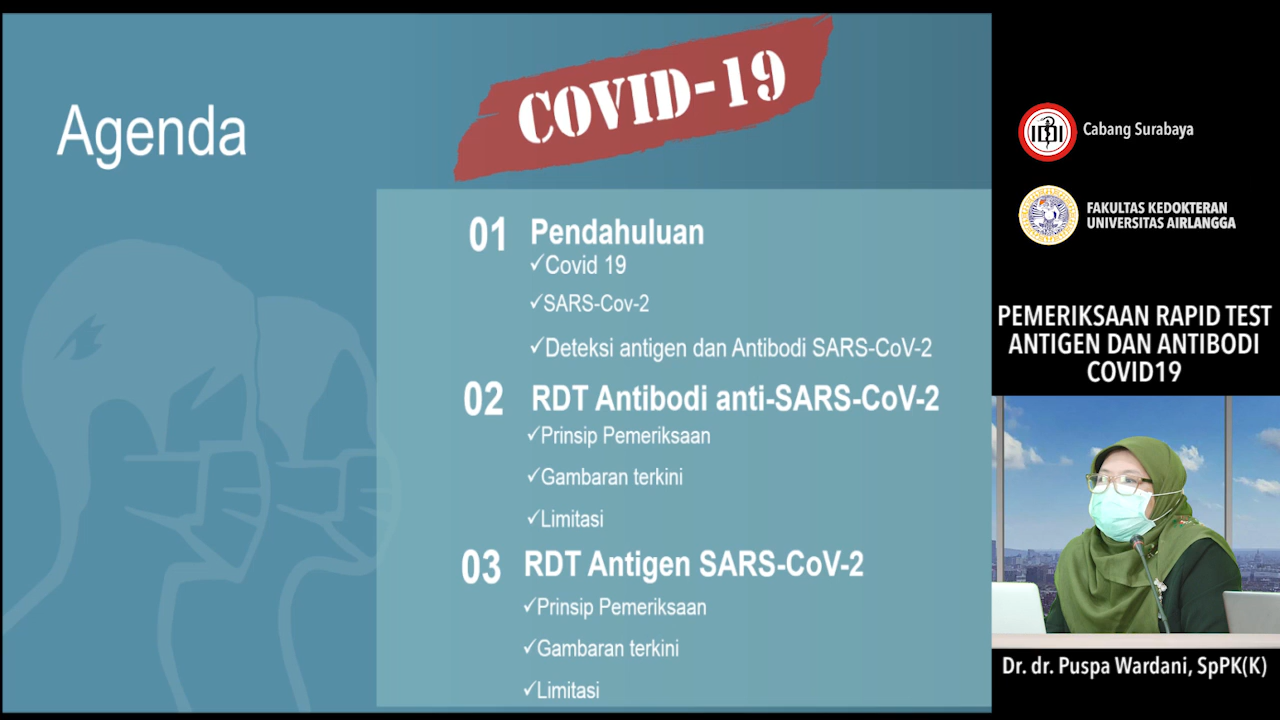 Agenda
COVID-19
01 Pendahuluan
✓Covid 19
✓SARS-Cov-2
✓Deteksi antigen dan Antibodi SARS-CoV-2
02 RDT Antibodi anti-SARS-CoV-2
✓Prinsip Pemeriksaan
✓Gambaran terkini
✓Limitasi
03 RDT Antigen SARS-CoV-2
✓Prinsip Pemeriksaan
✓Gambaran terkini
✓Limitasi
IDI
Cabang Surabaya
FAKULTAS KEDOKTERAN
UNIVERSITAS AIRLANGGA
PEMERIKSAAN RAPID TEST
ANTIGEN DAN ANTIBODI
COVID19
Dr. dr. Puspa Wardani, SpPK(K)